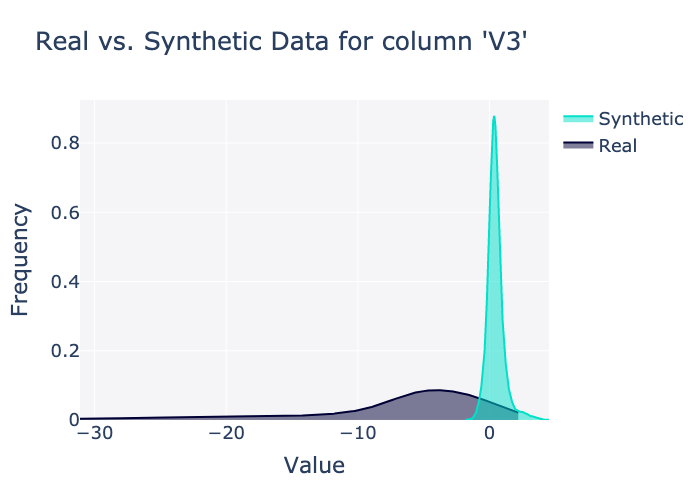 Real vs. Synthetic Data for column 'V3'
Synthetic
Real
Frequency
0.8
0.6
0.4
0.2
0
−30
−20
−10
0
Value